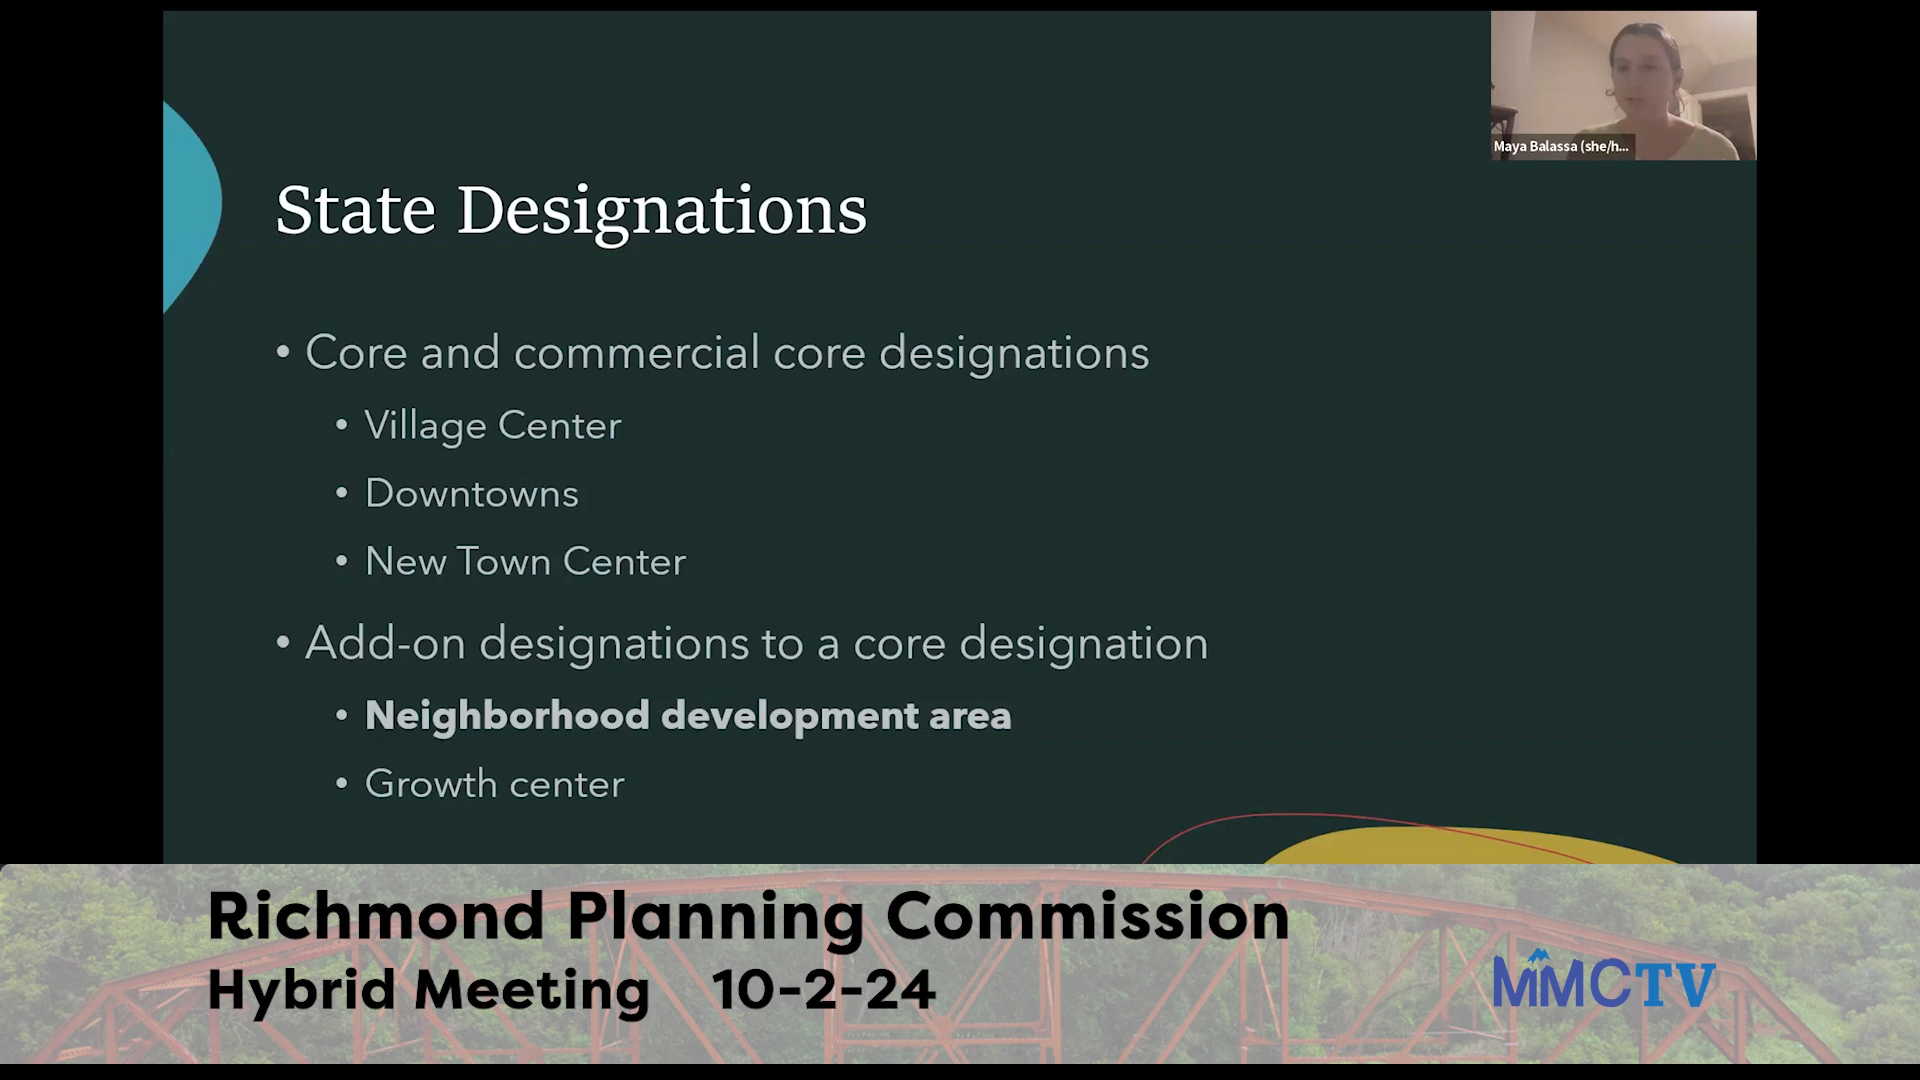 Maya Balassa (she/h...
State Designations
• Core and commercial core designations
• Village Center
• Downtowns
• New Town Center
• Add-on designations to a core designation
• Neighborhood development area
• Growth center
Richmond Planning Commission
Hybrid Meeting 10-2-24
MMCTV